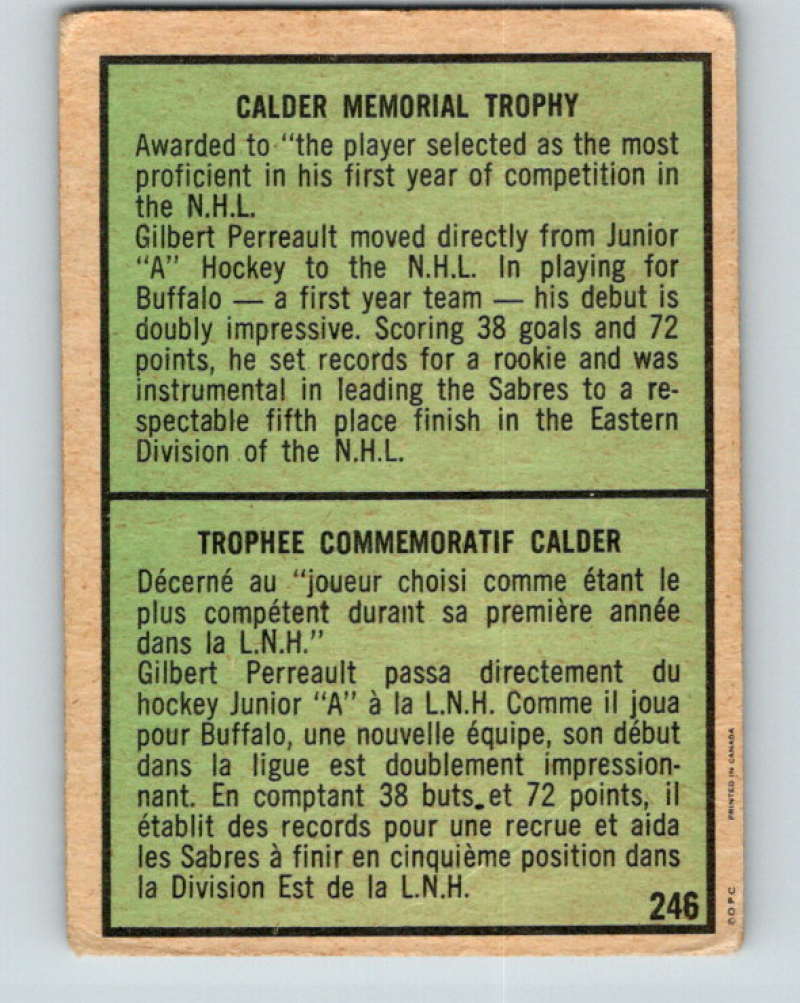 CALDER MEMORIAL TROPHY
Awarded to "the player selected as the most
proficient in his first year of competition in
the N.H.L.
Gilbert Perreault moved directly from Junior
"A" Hockey to the N.H.L. In playing for
Buffalo — a first year team — his debut is
doubly impressive. Scoring 38 goals and 72
points, he set records for a rookie and was
instrumental in leading the Sabres to a re-
spectable fifth place finish in the Eastern
Division of the N.H.L.
TROPHEE COMMEMORATIF CALDER
Décerné au "joueur choisi comme étant le
plus compétent durant sa première année
dans la L.N.H."
Gilbert Perreault passa directement du
hockey Junior "A" à la L.N.H. Comme il joua
pour Buffalo, une nouvelle équipe, son début
dans la ligue est doublement impression-
nant. En comptant 38 buts et 72 points, il
établit des records pour une recrue et aida
les Sabres à finir en cinquième position dans
la Division Est de la L.N.H.
246
© O.P.C. PRINTED IN CANADA